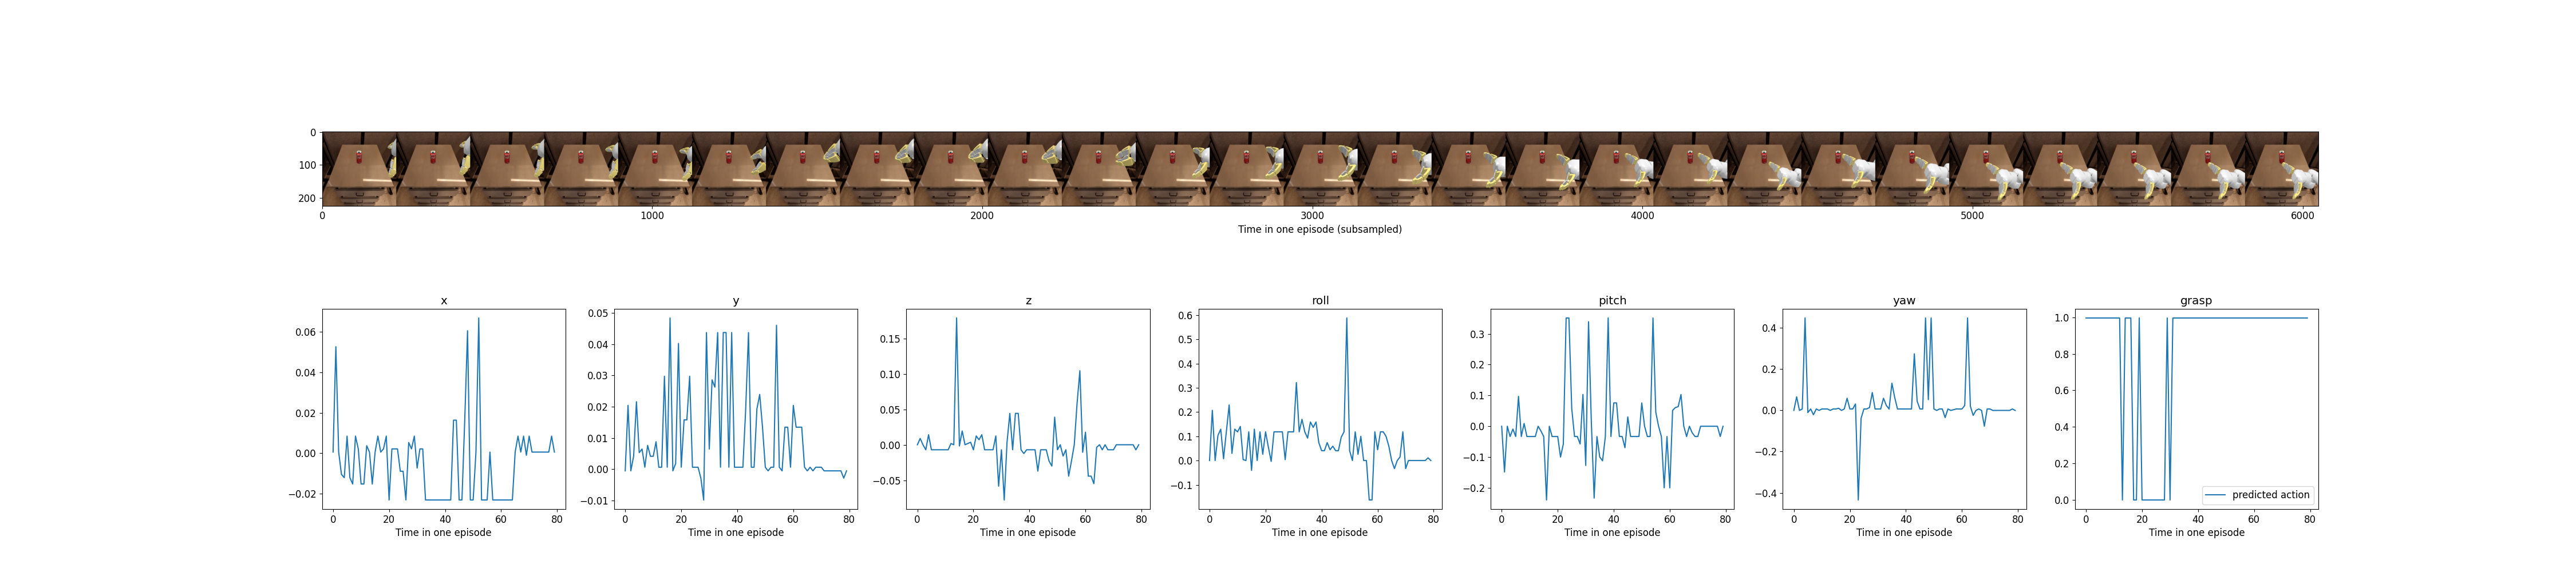 0
100
200
0 1000 2000 3000 4000 5000 6000
Time in one episode (subsampled)
x y z roll pitch yaw grasp
0.06
0.04
0.02
0.00
−0.02
0 20 40 60 80
Time in one episode
0.05
0.04
0.03
0.02
0.01
0.00
−0.01
0 20 40 60 80
Time in one episode
0.15
0.10
0.05
0.00
−0.05
0 20 40 60 80
Time in one episode
0.6
0.5
0.4
0.3
0.2
0.1
0.0
−0.1
0 20 40 60 80
Time in one episode
0.3
0.2
0.1
0.0
−0.1
−0.2
0 20 40 60 80
Time in one episode
0.4
0.2
0.0
−0.2
−0.4
0 20 40 60 80
Time in one episode
1.0
0.8
0.6
0.4
0.2
0.0
predicted action
0 20 40 60 80
Time in one episode